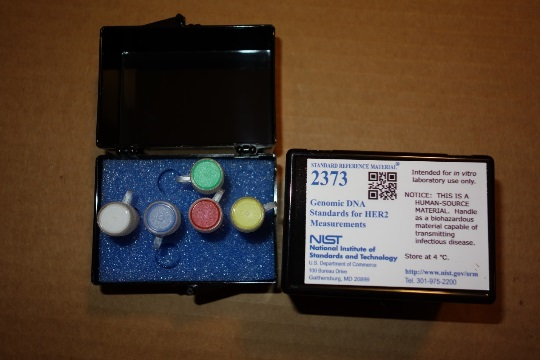 STANDARD REFERENCE MATERIAL®
2373
Genomic DNA
Standards for HER2
Measurements
NIST
National Institute of
Standards and Technology
U.S. Department of Commerce
100 Bureau Drive
Gaithersburg, MD 20899
Intended for in vitro
laboratory use only.
NOTICE: THIS IS A
HUMAN-SOURCE
MATERIAL. Handle
as a biohazardous
material capable of
transmitting
infectious disease.
Store at 4 °C.
http://www.nist.gov/srm
Tel. 301-975-2200